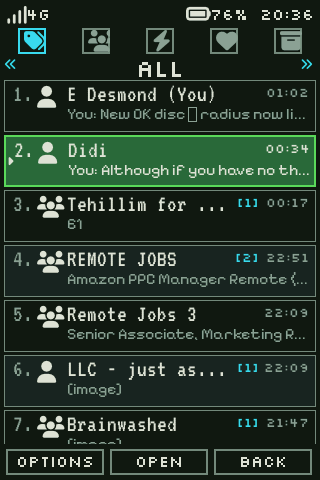 4G 76% 20:36
« »
ALL
1. E Desmond (You) 01:02
You: New OK disc radius now li...
2. Didi 00:34
You: Although if you have no th...
3. Tehillim for ... [1] 00:17
61
4. REMOTE JOBS [2] 22:51
Amazon PPC Manager Remote (...
5. Remote Jobs 3 22:09
Senior Associate, Marketing R...
6. LLC - just as... [1] 22:09
(image)
7. Brainwashed [1] 21:47
(image)
OPTIONS OPEN BACK